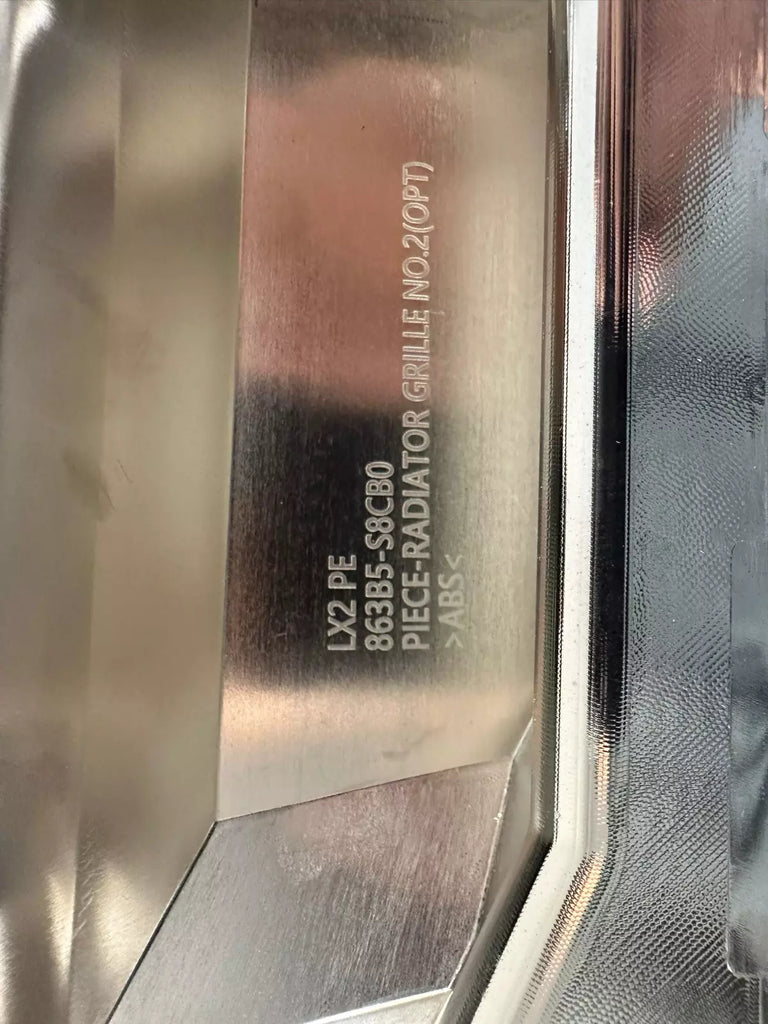 LX2 PE
863B5-S8CB0
PIECE-RADIATOR GRILLE NO.2(OPT)
>ABS<